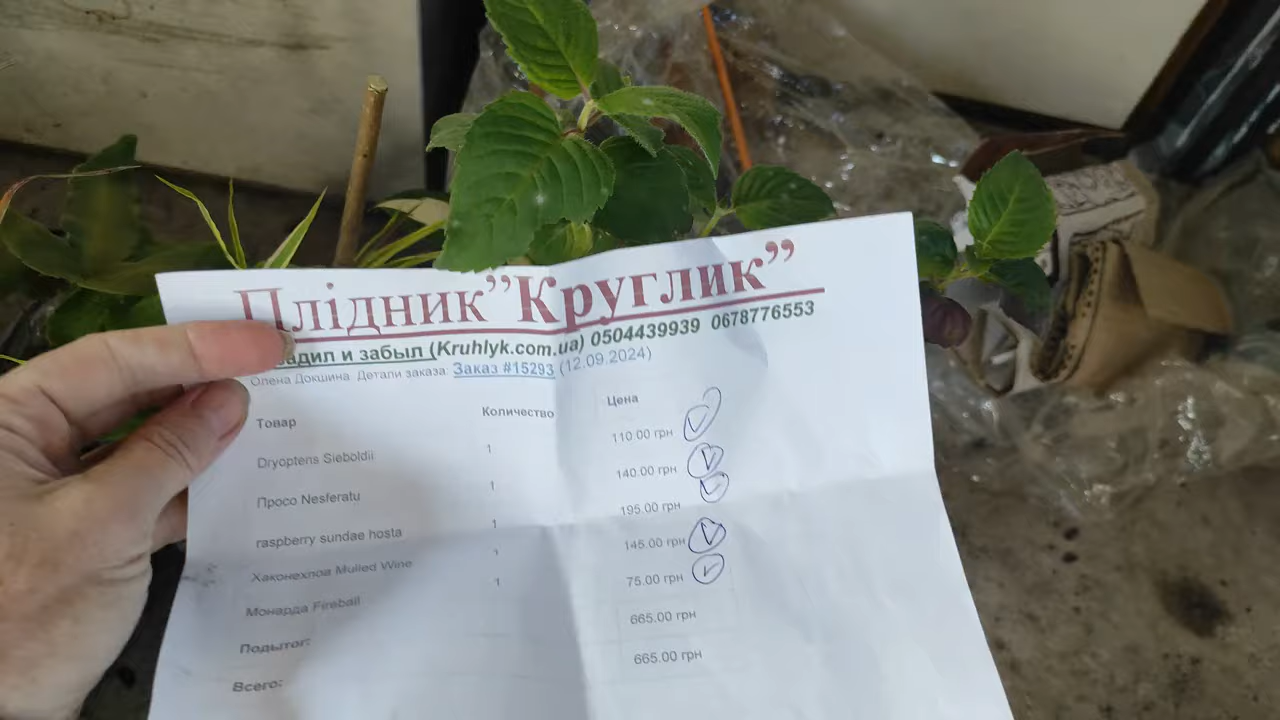 Плідник”Круглик”
адил и забыл (Kruhlyk.com.ua) 0504439939 0678776553
Олена Докшина Детали заказа: Заказ #15293 (12.09.2024)
Товар Количество Цена
Dryoptens Sieboldii 1 110.00 грн
Просо Nesferatu 1 140.00 грн
raspberry sundae hosta 1 195.00 грн
Хаконехлоа Mulled Wine 1 145.00 грн
Монарда Fireball 1 75.00 грн
Подытог: 665.00 грн
Всего: 665.00 грн